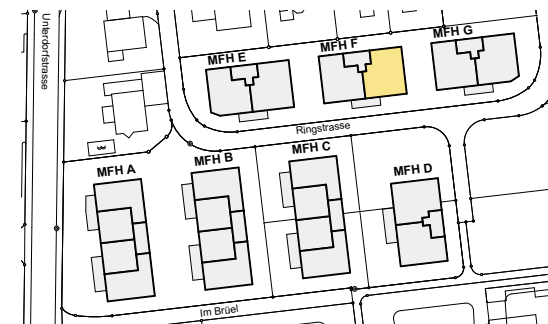 Unterdorfstrasse
MFH E
MFH F
MFH G
Ringstrasse
MFH A
MFH B
MFH C
MFH D
Im Brüel